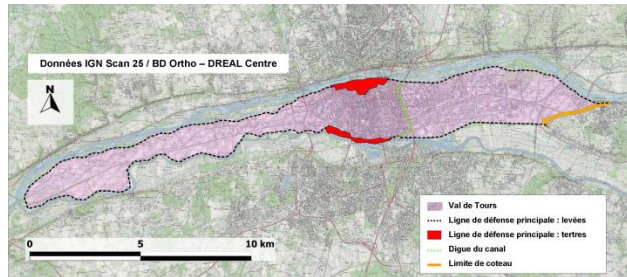 Données IGN Scan 25 / BD Ortho – DREAL Centre
N
Val de Tours
Ligne de défense principale : levées
Ligne de défense principale : tertres
Digue du canal
Limite de coteau
0 5 10 km